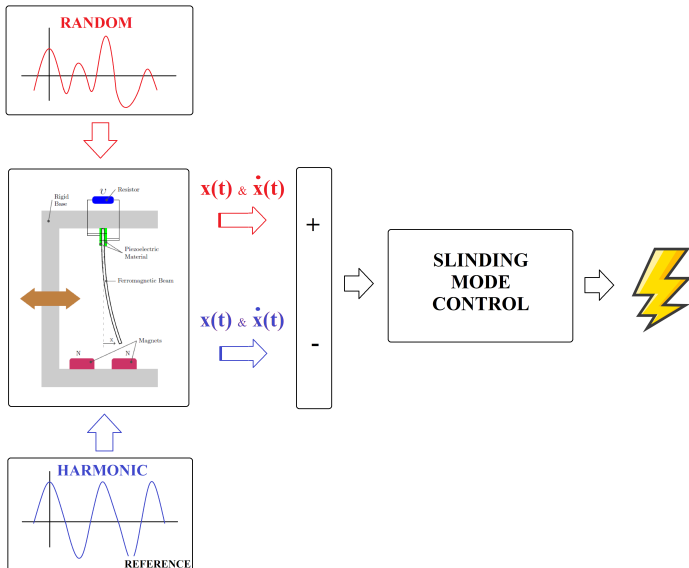 RANDOM
Rigid
Base
U
Resistor
Piezoelectric
Material
Ferromagnetic Beam
x
N
N
Magnets
x(t) & ẋ(t)
x(t) & ẋ(t)
+
-
SLINDING
MODE
CONTROL
HARMONIC
REFERENCE